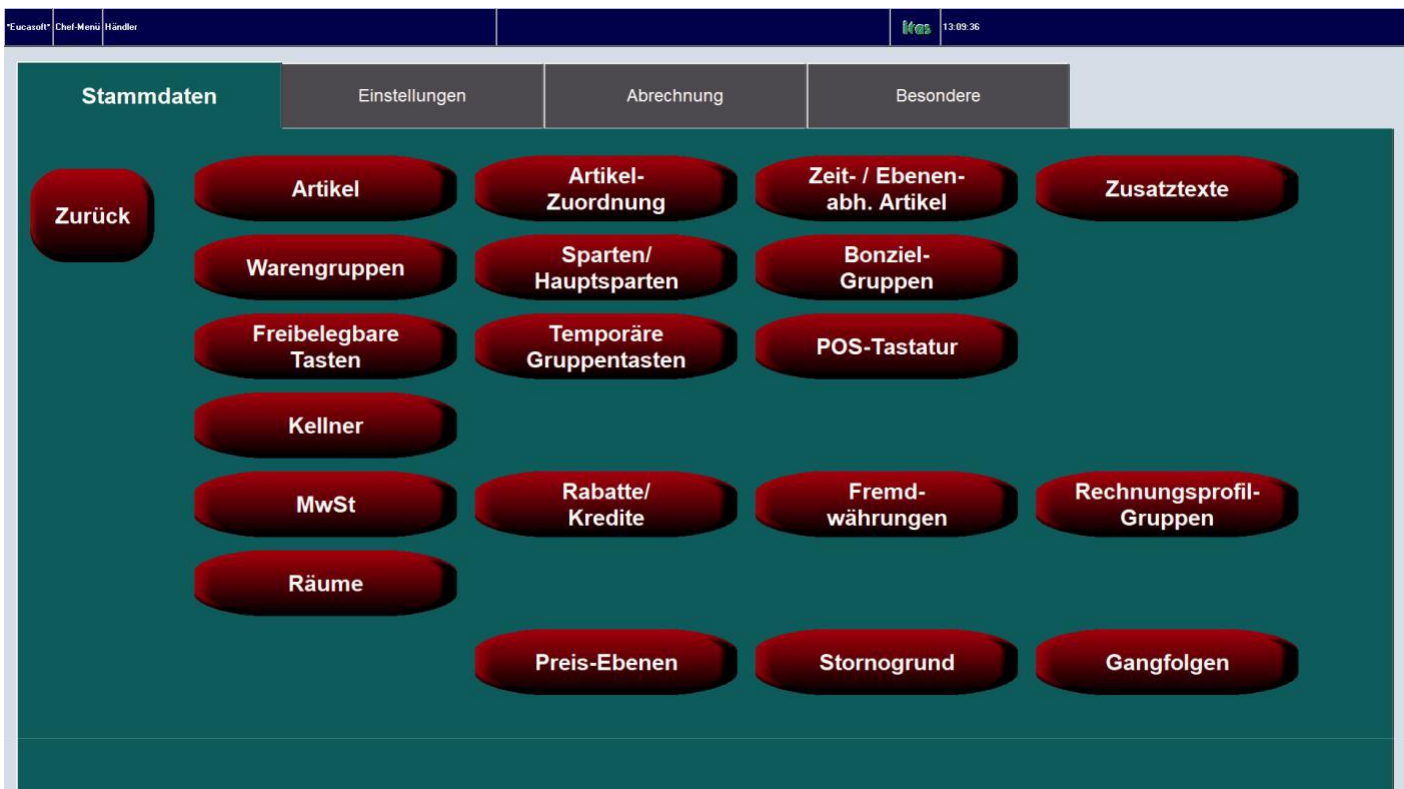 "Eucasoft" Chef-Menü Händler itas 13:09:36
Stammdaten Einstellungen Abrechnung Besondere
Zurück
Artikel
Artikel-
Zuordnung
Zeit- / Ebenen-
abh. Artikel
Zusatztexte
Warengruppen
Sparten/
Hauptsparten
Bonziel-
Gruppen
Freibelegbare
Tasten
Temporäre
Gruppentasten
POS-Tastatur
Kellner
MwSt
Rabatte/
Kredite
Fremd-
währungen
Rechnungsprofil-
Gruppen
Räume
Preis-Ebenen
Stornogrund
Gangfolgen